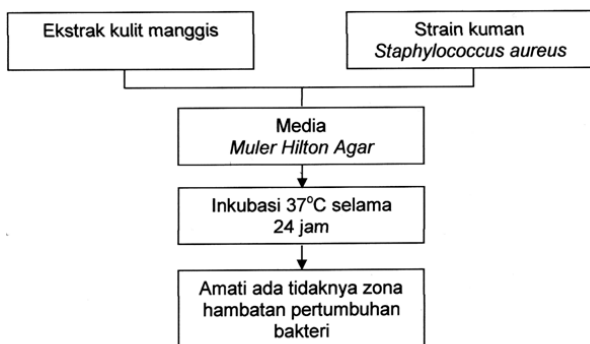 Ekstrak kulit manggis
Strain kuman
Staphylococcus aureus
Media
Muler Hilton Agar
Inkubasi 37°C selama
24 jam
Amati ada tidaknya zona
hambatan pertumbuhan
bakteri